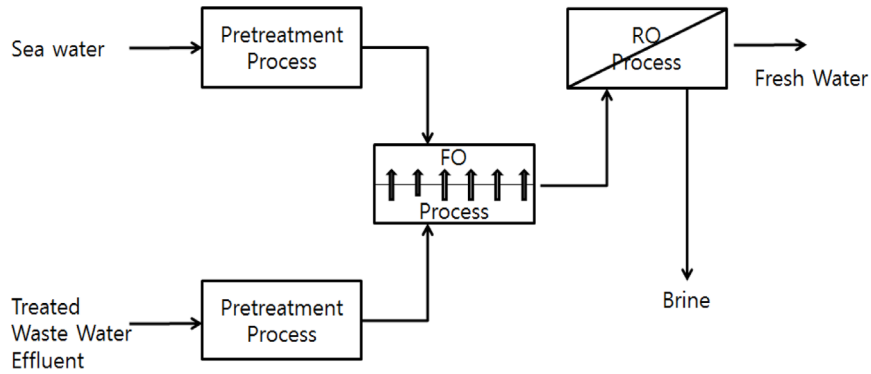 Sea water
Pretreatment
Process
RO
Process
Fresh Water
FO
Process
Treated
Waste Water
Effluent
Pretreatment
Process
Brine